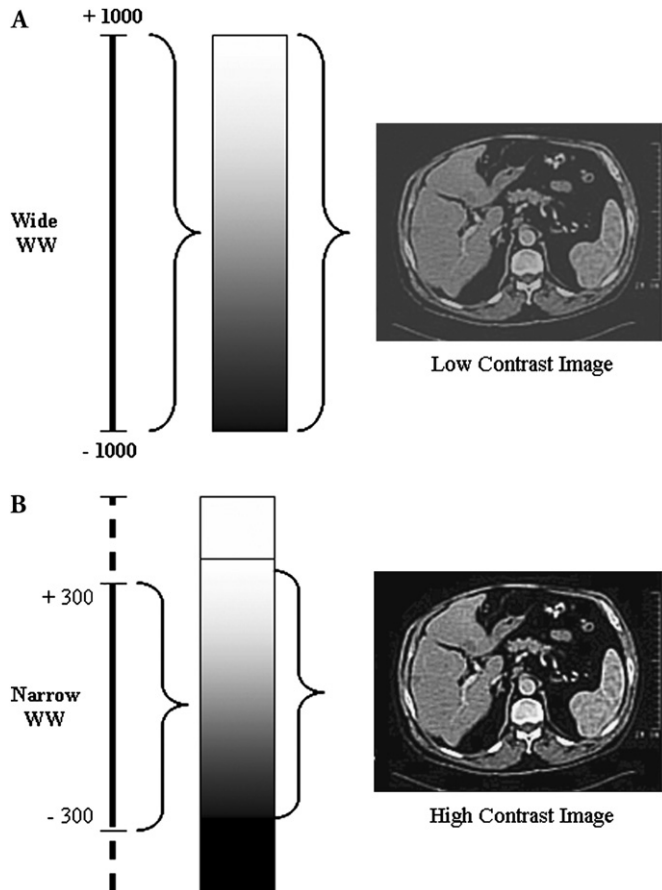 A
+ 1000
Wide
WW
- 1000
Low Contrast Image
B
+ 300
Narrow
WW
- 300
High Contrast Image